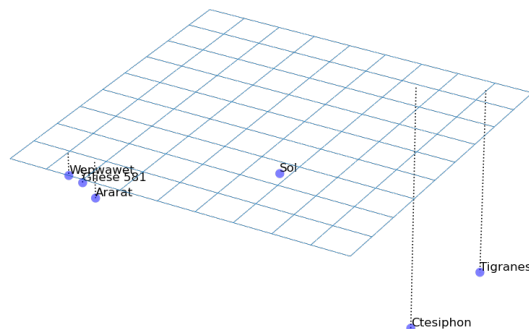 Sol
Wepwawet
Gliese 581
Ararat
Tigranes
Ctesiphon